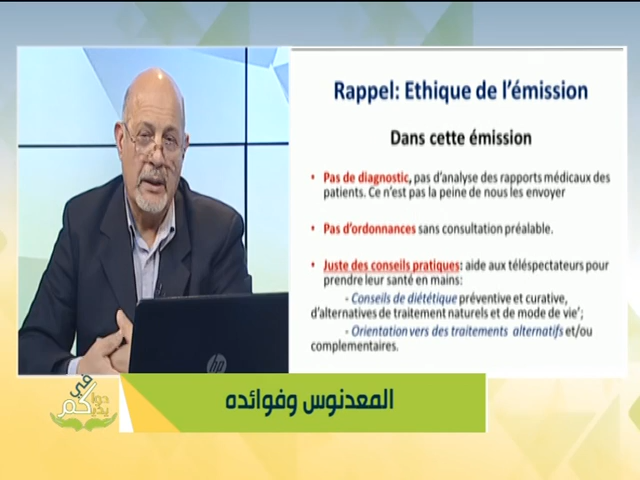 Rappel: Ethique de l'émission
Dans cette émission
• Pas de diagnostic, pas d'analyse des rapports médicaux des
patients. Ce n'est pas la peine de nous les envoyer
• Pas d'ordonnances sans consultation préalable.
• Juste des conseils pratiques: aide aux téléspectateurs pour
prendre leur santé en mains:
- Conseils de diététique préventive et curative,
d'alternatives de traitement naturels et de mode de vie';
- Orientation vers des traitements alternatifs et/ou
complementaires.
hp
المعدنوس وفوائده
في
كم